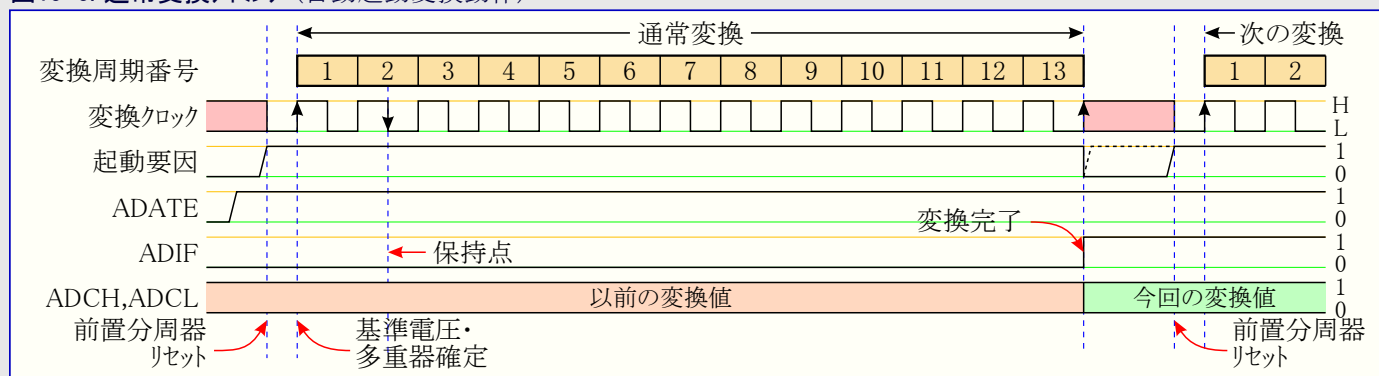 通常変換
次の変換
変換周期番号 1 2 3 4 5 6 7 8 9 10 11 12 13 1 2
変換クロック H L
起動要因 1 0
ADATE 1 0
変換完了
ADIF 1 0
保持点
ADCH,ADCL 以前の変換値 今回の変換値 1 0
前置分周器
リセット
基準電圧・
多重器確定
前置分周器
リセット